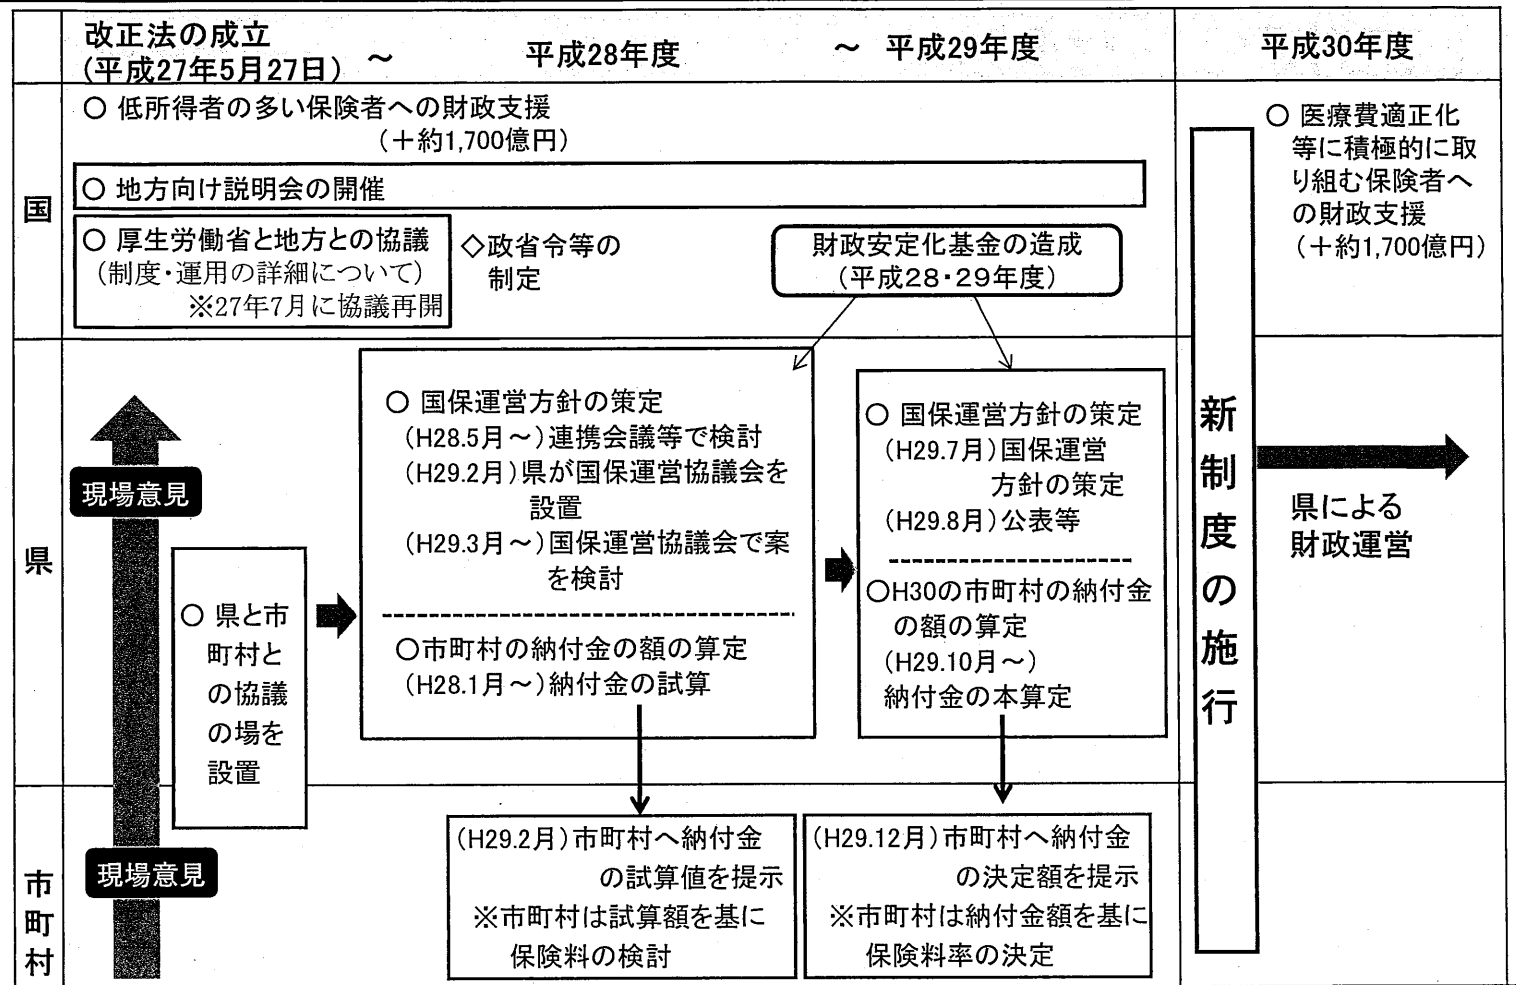 改正法の成立
(平成27年5月27日) ～ 平成28年度 ～ 平成29年度
平成30年度
国
○ 低所得者の多い保険者への財政支援
(＋約1,700億円)
○ 地方向け説明会の開催
○ 厚生労働省と地方との協議
(制度・運用の詳細について)
※27年7月に協議再開
◇政省令等の
制定
財政安定化基金の造成
(平成28・29年度)
○ 医療費適正化
等に積極的に取
り組む保険者へ
の財政支援
(＋約1,700億円)
県
現場意見
○ 県と市
町村と
の協議
の場を
設置
○ 国保運営方針の策定
(H28.5月～)連携会議等で検討
(H29.2月)県が国保運営協議会を
設置
(H29.3月～)国保運営協議会で案
を検討
○市町村の納付金の額の算定
(H28.1月～)納付金の試算
○ 国保運営方針の策定
(H29.7月)国保運営
方針の策定
(H29.8月)公表等
○H30の市町村の納付金
の額の算定
(H29.10月～)
納付金の本算定
新制度の施行
県による
財政運営
市町村
現場意見
(H29.2月)市町村へ納付金
の試算値を提示
※市町村は試算額を基に
保険料の検討
(H29.12月)市町村へ納付金
の決定額を提示
※市町村は納付金額を基に
保険料率の決定